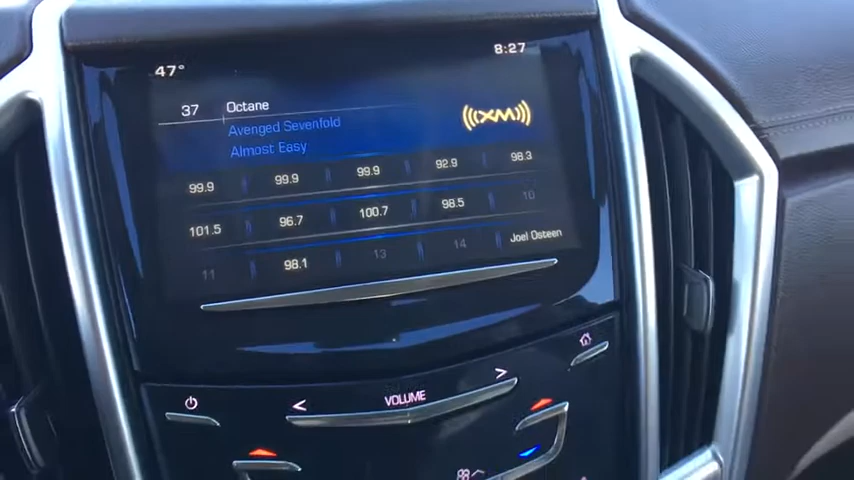 47° 8:27
37 Octane
Avenged Sevenfold
Almost Easy
((XM))
99.9 99.9 99.9 92.9 98.3
101.5 96.7 100.7 98.5 10
11 98.1 13 14 Joel Osteen
< VOLUME >